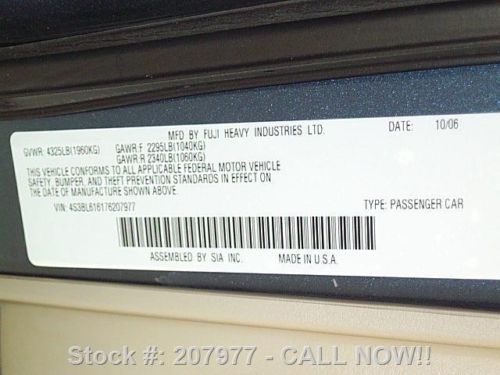 MFD. BY FUJI HEAVY INDUSTRIES LTD. DATE: 10/06
GVWR: 4325LB(1960KG) GAWR:F 2295LB(1040KG)
GAWR:R 2340LB(1060KG)
THIS VEHICLE CONFORMS TO ALL APPLICABLE FEDERAL MOTOR VEHICLE
SAFETY, BUMPER, AND THEFT PREVENTION STANDARDS IN EFFECT ON
THE DATE OF MANUFACTURE SHOWN ABOVE.
VIN: 4S3BL616176207977 TYPE: PASSENGER CAR
ASSEMBLED BY SIA INC. MADE IN U.S.A.
Stock #: 207977 - CALL NOW!!